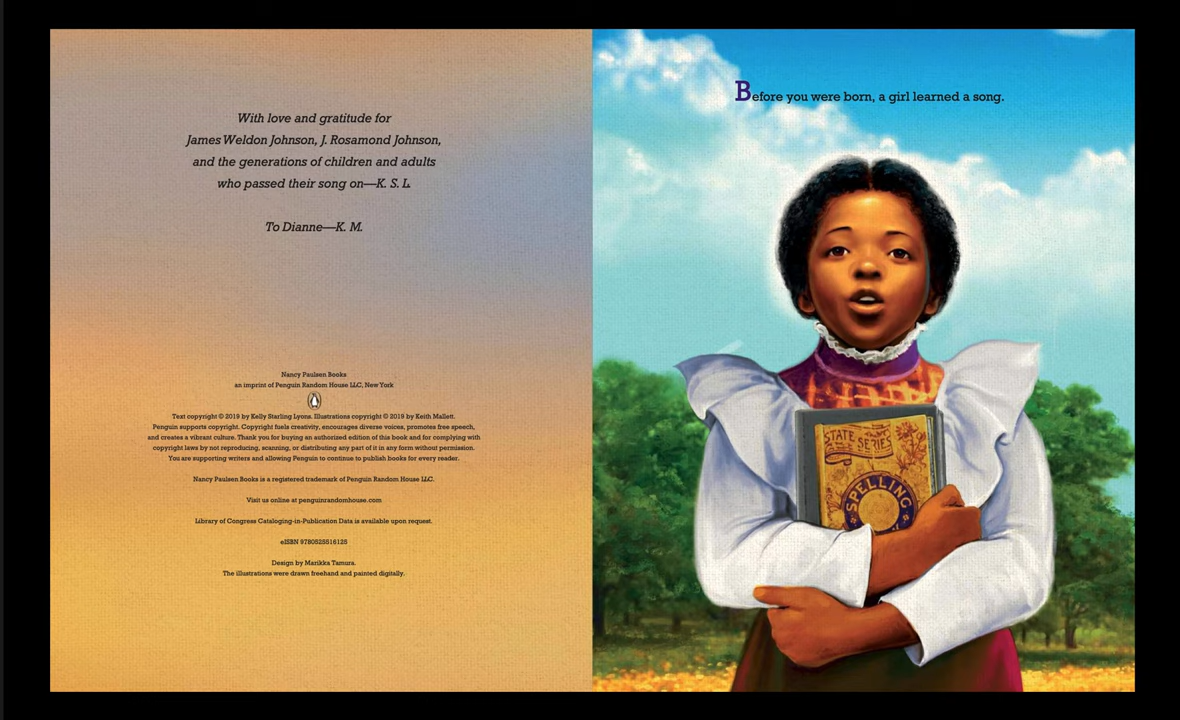 With love and gratitude for
James Weldon Johnson, J. Rosamond Johnson,
and the generations of children and adults
who passed their song on—K. S. L.
To Dianne—K. M.
Nancy Paulsen Books
an imprint of Penguin Random House LLC, New York
Text copyright © 2019 by Kelly Starling Lyons. Illustrations copyright © 2019 by Keith Mallett.
Penguin supports copyright. Copyright fuels creativity, encourages diverse voices, promotes free speech,
and creates a vibrant culture. Thank you for buying an authorized edition of this book and for complying with
copyright laws by not reproducing, scanning, or distributing any part of it in any form without permission.
You are supporting writers and allowing Penguin to continue to publish books for every reader.
Nancy Paulsen Books is a registered trademark of Penguin Random House LLC.
Visit us online at penguinrandomhouse.com
Library of Congress Cataloging-in-Publication Data is available upon request.
eISBN 9780525516125
Design by Marikka Tamura.
The illustrations were drawn freehand and painted digitally.
Before you were born, a girl learned a song.
STATE SERIES
SPELLING